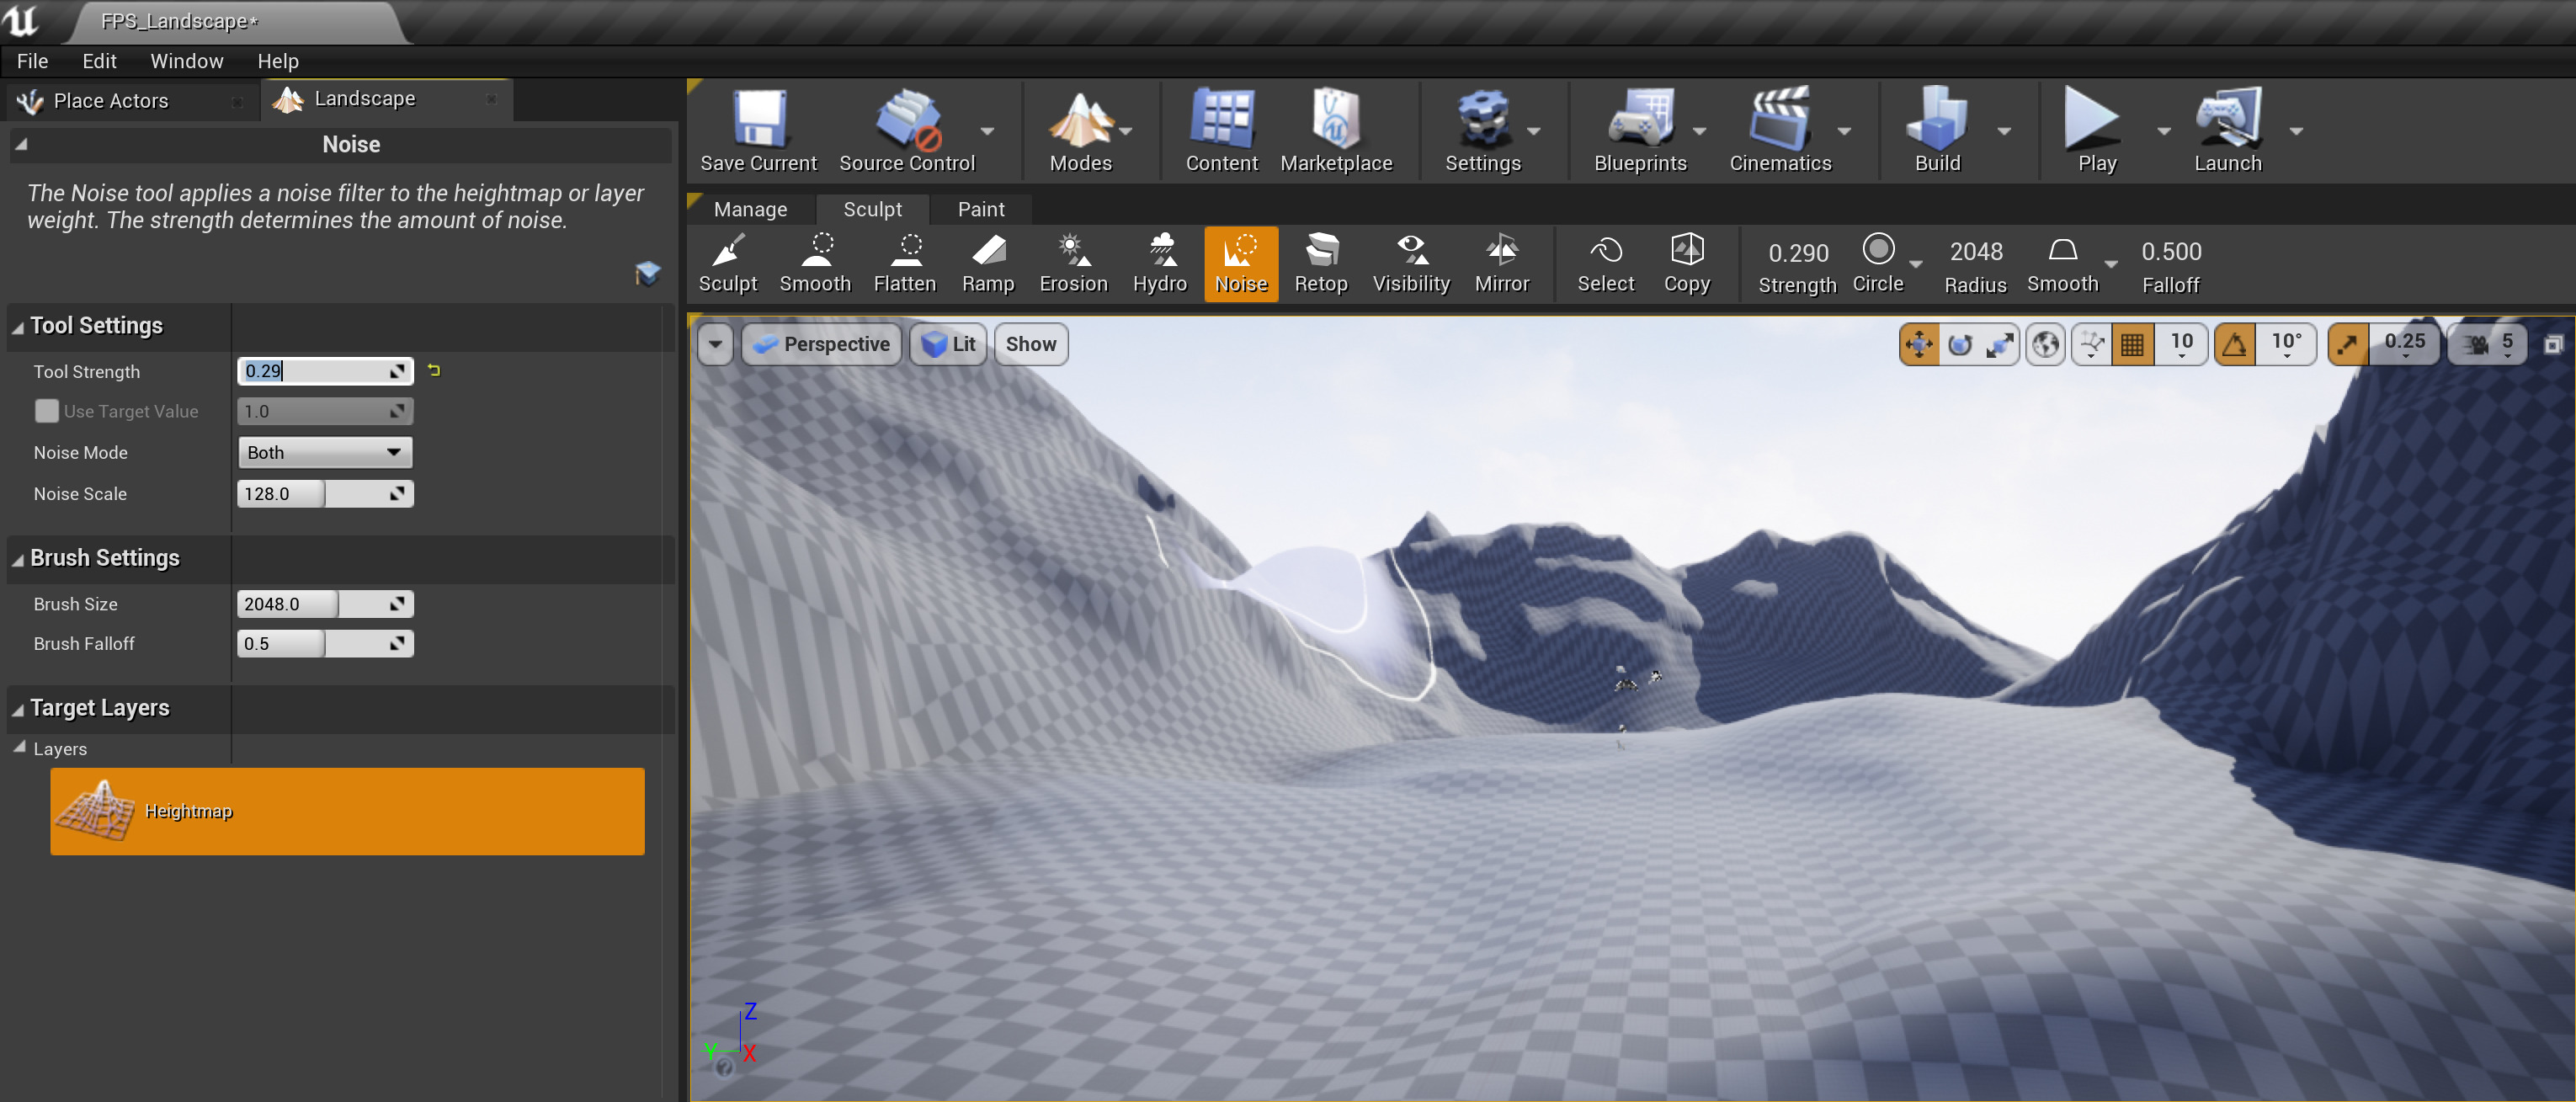 FPS_Landscape*
File Edit Window Help
Place Actors
Landscape
Noise
The Noise tool applies a noise filter to the heightmap or layer
weight. The strength determines the amount of noise.
Tool Settings
Tool Strength 0.29
Use Target Value 1.0
Noise Mode Both
Noise Scale 128.0
Brush Settings
Brush Size 2048.0
Brush Falloff 0.5
Target Layers
Layers
Heightmap
Save Current Source Control Modes Content Marketplace Settings Blueprints Cinematics Build Play Launch
Manage Sculpt Paint
Sculpt Smooth Flatten Ramp Erosion Hydro Noise Retop Visibility Mirror Select Copy
0.290 2048 0.500
Strength Circle Radius Smooth Falloff
Perspective Lit Show
10 10° 0.25 5
Z
Y X
?